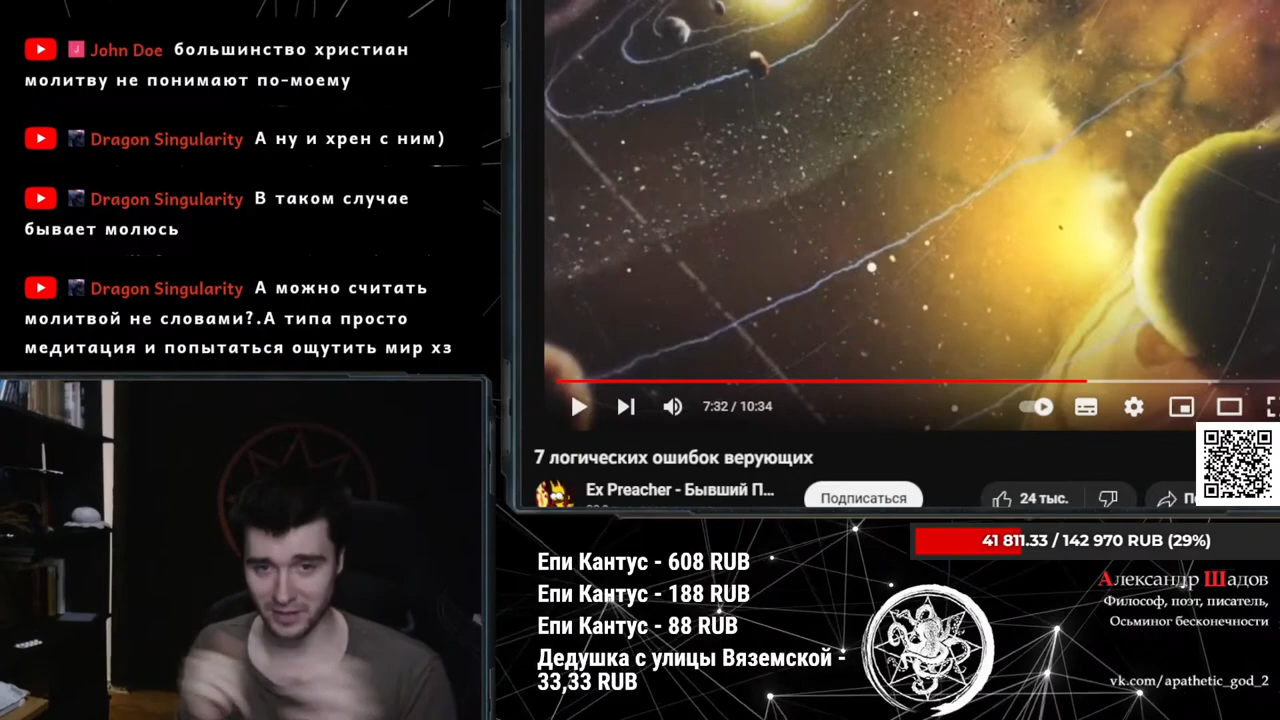 John Doe большинство христиан
молитву не понимают по-моему
Dragon Singularity А ну и хрен с ним)
Dragon Singularity В таком случае
бывает молюсь
Dragon Singularity А можно считать
молитвой не словами?.А типа просто
медитация и попытаться ощутить мир хз
7:32 / 10:34
7 логических ошибок верующих
Ex Preacher - Бывший П...
Подписаться
24 тыс.
41 811.33 / 142 970 RUB (29%)
Епи Кантус - 608 RUB
Епи Кантус - 188 RUB
Епи Кантус - 88 RUB
Дедушка с улицы Вяземской -
33,33 RUB
Александр Шадов
Философ, поэт, писатель,
Осьминог бесконечности
vk.com/apathetic_god_2